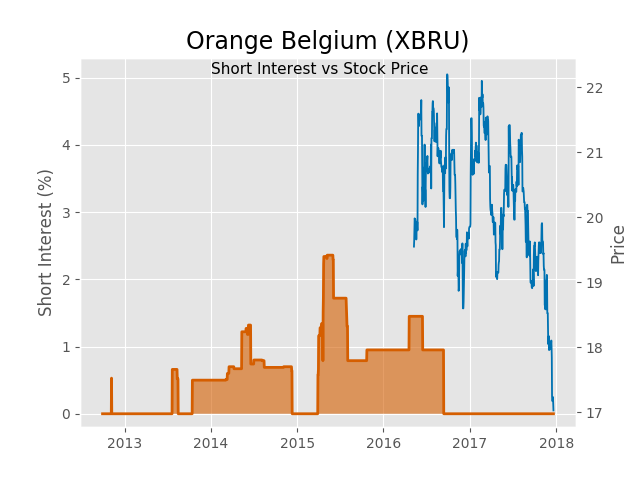 Orange Belgium (XBRU)
Short Interest vs Stock Price
Short Interest (%)
5
4
3
2
1
0
22
21
20
19
18
17
Price
2013 2014 2015 2016 2017 2018